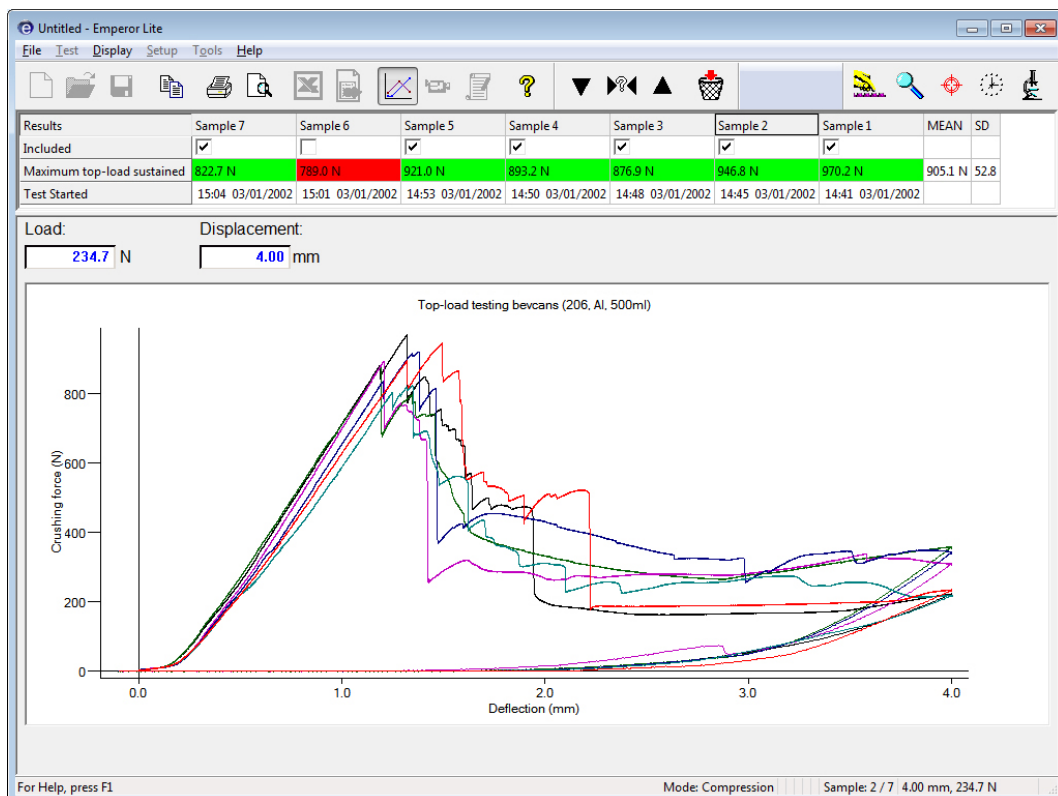 Untitled - Emperor Lite
File Test Display Setup Tools Help
Results Sample 7 Sample 6 Sample 5 Sample 4 Sample 3 Sample 2 Sample 1 MEAN SD
Included
Maximum top-load sustained 822.7 N 789.0 N 921.0 N 893.2 N 876.9 N 946.8 N 970.2 N 905.1 N 52.8
Test Started 15:04 03/01/2002 15:01 03/01/2002 14:53 03/01/2002 14:50 03/01/2002 14:48 03/01/2002 14:45 03/01/2002 14:41 03/01/2002
Load: Displacement:
234.7 N 4.00 mm
Top-load testing bevcans (206, Al, 500ml)
Crushing force (N)
800
600
400
200
0
0.0 1.0 2.0 3.0 4.0
Deflection (mm)
For Help, press F1 Mode: Compression Sample: 2 / 7 4.00 mm, 234.7 N